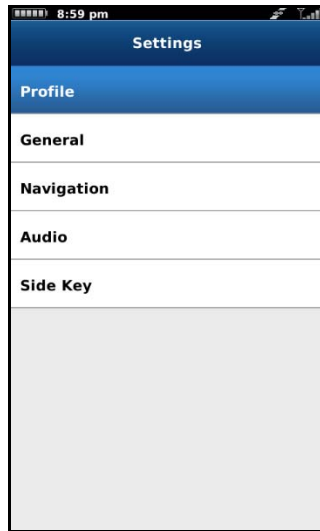 8:59 pm
Settings
Profile
General
Navigation
Audio
Side Key